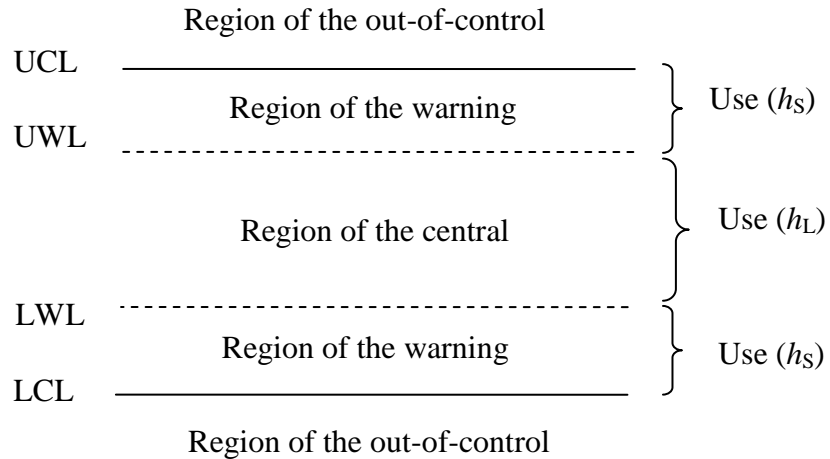 Region of the out-of-control
UCL
Region of the warning
Use (hS)
UWL
Region of the central
Use (hL)
LWL
Region of the warning
Use (hS)
LCL
Region of the out-of-control